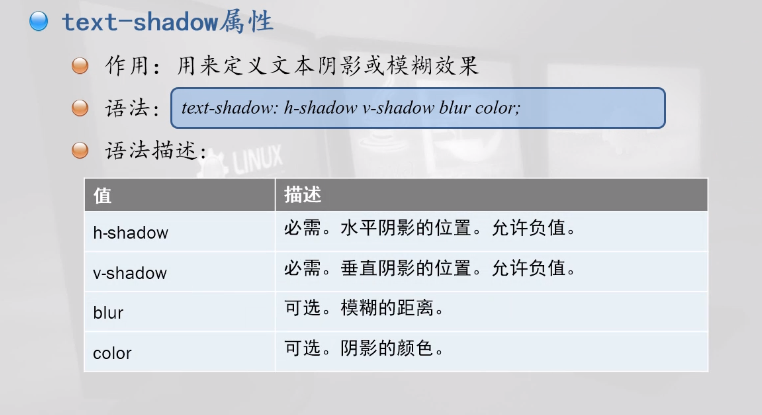 text-shadow属性
作用：用来定义文本阴影或模糊效果
语法：text-shadow: h-shadow v-shadow blur color;
语法描述：
LINUX
值 描述
h-shadow 必需。水平阴影的位置。允许负值。
v-shadow 必需。垂直阴影的位置。允许负值。
blur 可选。模糊的距离。
color 可选。阴影的颜色。